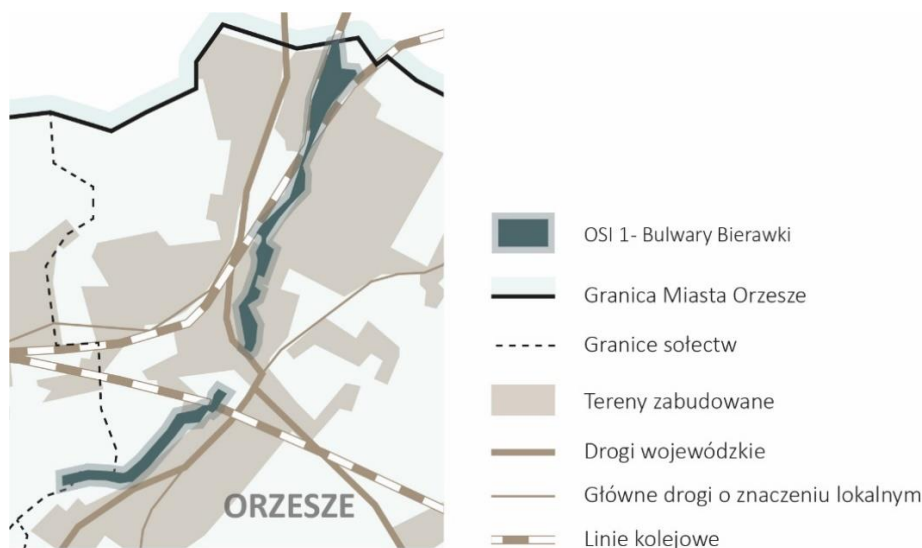 ORZESZE
OSI 1- Bulwary Bierawki
Granica Miasta Orzesze
Granice sołectw
Tereny zabudowane
Drogi wojewódzkie
Główne drogi o znaczeniu lokalnym
Linie kolejowe